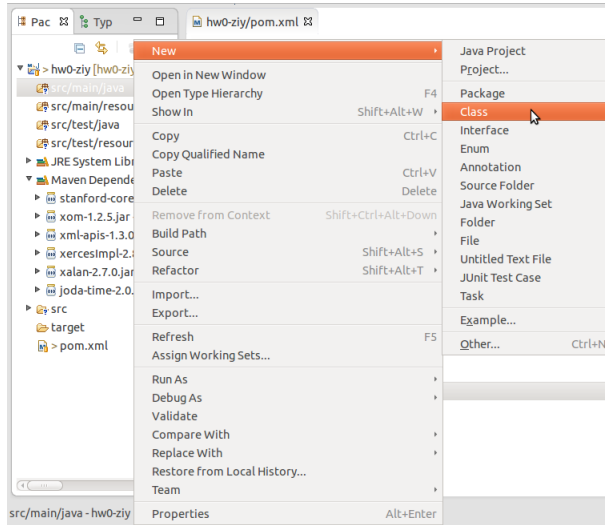 Pac Typ hw0-ziy/pom.xml
> hw0-ziy [hw0-ziy
src/main/java
src/main/resou
src/test/java
src/test/resour
JRE System Libr
Maven Depende
stanford-core
xom-1.2.5.jar
xml-apis-1.3.0
xercesImpl-2.8
xalan-2.7.0.jar
joda-time-2.0.
src
target
> pom.xml
New
Open in New Window
Open Type Hierarchy F4
Show In Shift+Alt+W
Copy Ctrl+C
Copy Qualified Name
Paste Ctrl+V
Delete Delete
Remove from Context Shift+Ctrl+Alt+Down
Build Path
Source Shift+Alt+S
Refactor Shift+Alt+T
Import...
Export...
Refresh F5
Assign Working Sets...
Run As
Debug As
Validate
Compare With
Replace With
Restore from Local History...
Team
Properties Alt+Enter
Java Project
Project...
Package
Class
Interface
Enum
Annotation
Source Folder
Java Working Set
Folder
File
Untitled Text File
JUnit Test Case
Task
Example...
Other... Ctrl+N
src/main/java - hw0-ziy